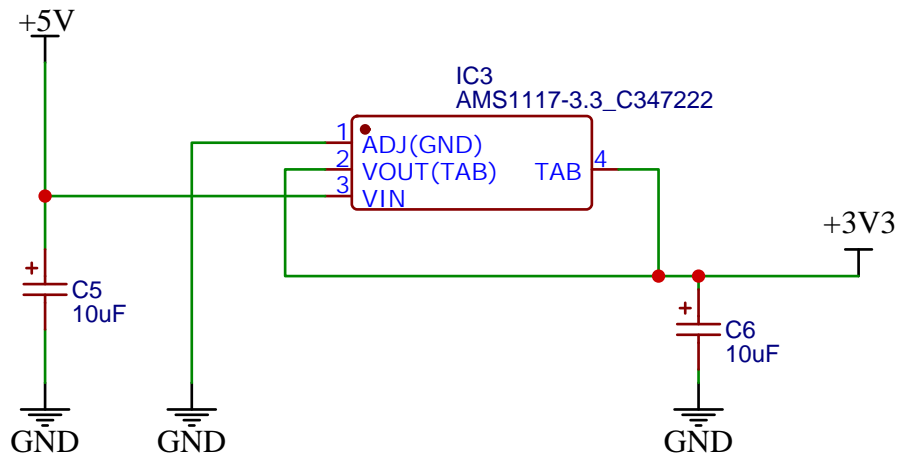 +5V
IC3
AMS1117-3.3_C347222
1
ADJ(GND)
2
VOUT(TAB)
TAB
4
3
VIN
+3V3
+
C5
10uF
+
C6
10uF
GND
GND
GND